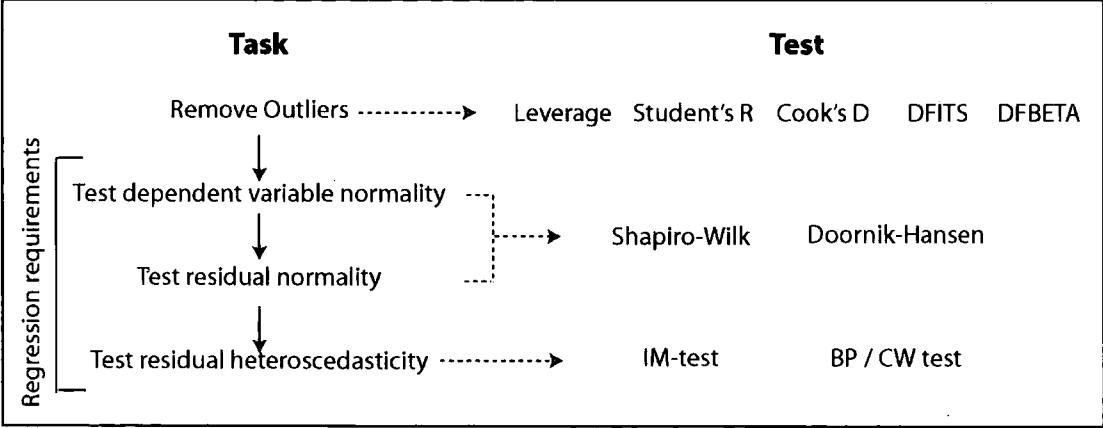 Task Test
Remove Outliers Leverage Student's R Cook's D DFITS DFBETA
Test dependent variable normality
Shapiro-Wilk Doornik-Hansen
Test residual normality
Test residual heteroscedasticity IM-test BP / CW test
Regression requirements